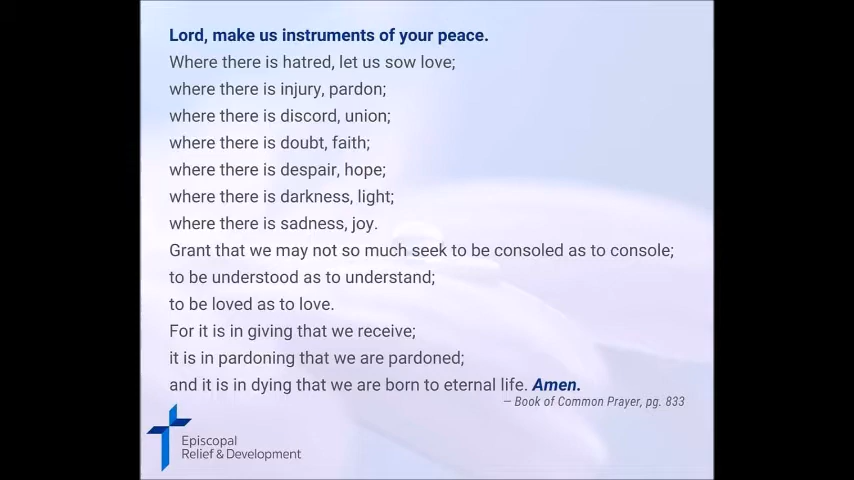 Lord, make us instruments of your peace.
Where there is hatred, let us sow love;
where there is injury, pardon;
where there is discord, union;
where there is doubt, faith;
where there is despair, hope;
where there is darkness, light;
where there is sadness, joy.
Grant that we may not so much seek to be consoled as to console;
to be understood as to understand;
to be loved as to love.
For it is in giving that we receive;
it is in pardoning that we are pardoned;
and it is in dying that we are born to eternal life. Amen.
— Book of Common Prayer, pg. 833
Episcopal
Relief & Development